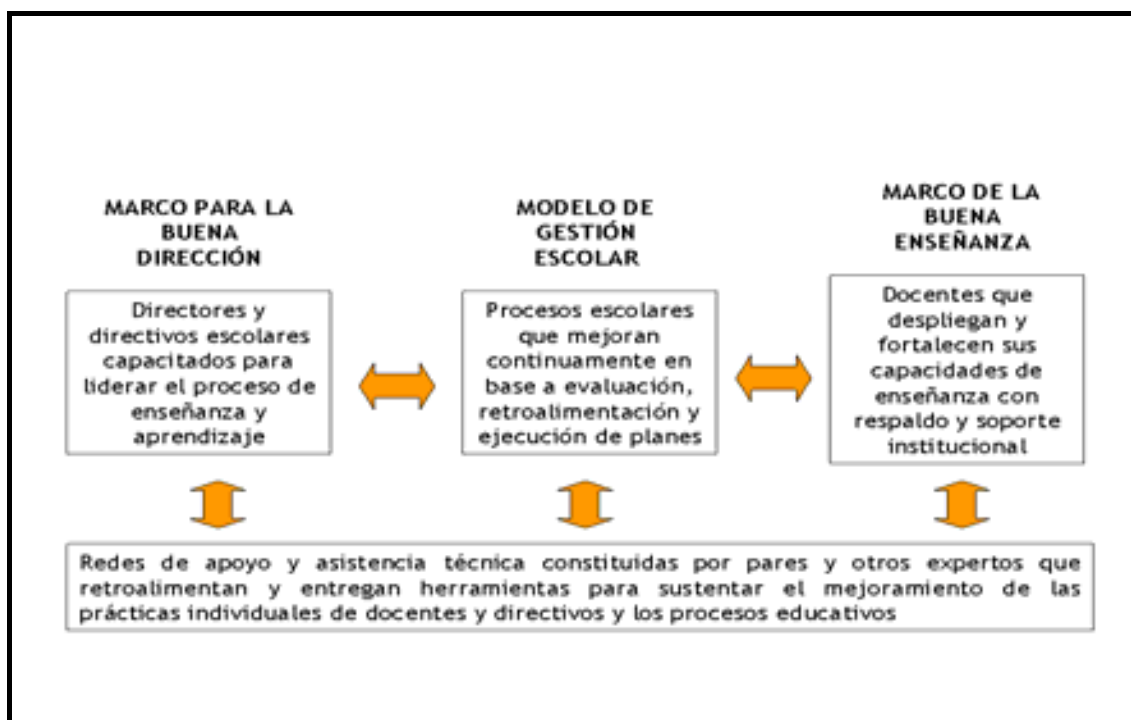 MARCO PARA LA
BUENA
DIRECCIÓN
Directores y
directivos escolares
capacitados para
liderar el proceso de
enseñanza y
aprendizaje
MODELO DE
GESTIÓN
ESCOLAR
Procesos escolares
que mejoran
continuamente en
base a evaluación,
retroalimentación y
ejecución de planes
MARCO DE LA
BUENA
ENSEÑANZA
Docentes que
despliegan y
fortalecen sus
capacidades de
enseñanza con
respaldo y soporte
institucional
Redes de apoyo y asistencia técnica constituidas por pares y otros expertos que
retroalimentan y entregan herramientas para sustentar el mejoramiento de las
prácticas individuales de docentes y directivos y los procesos educativos